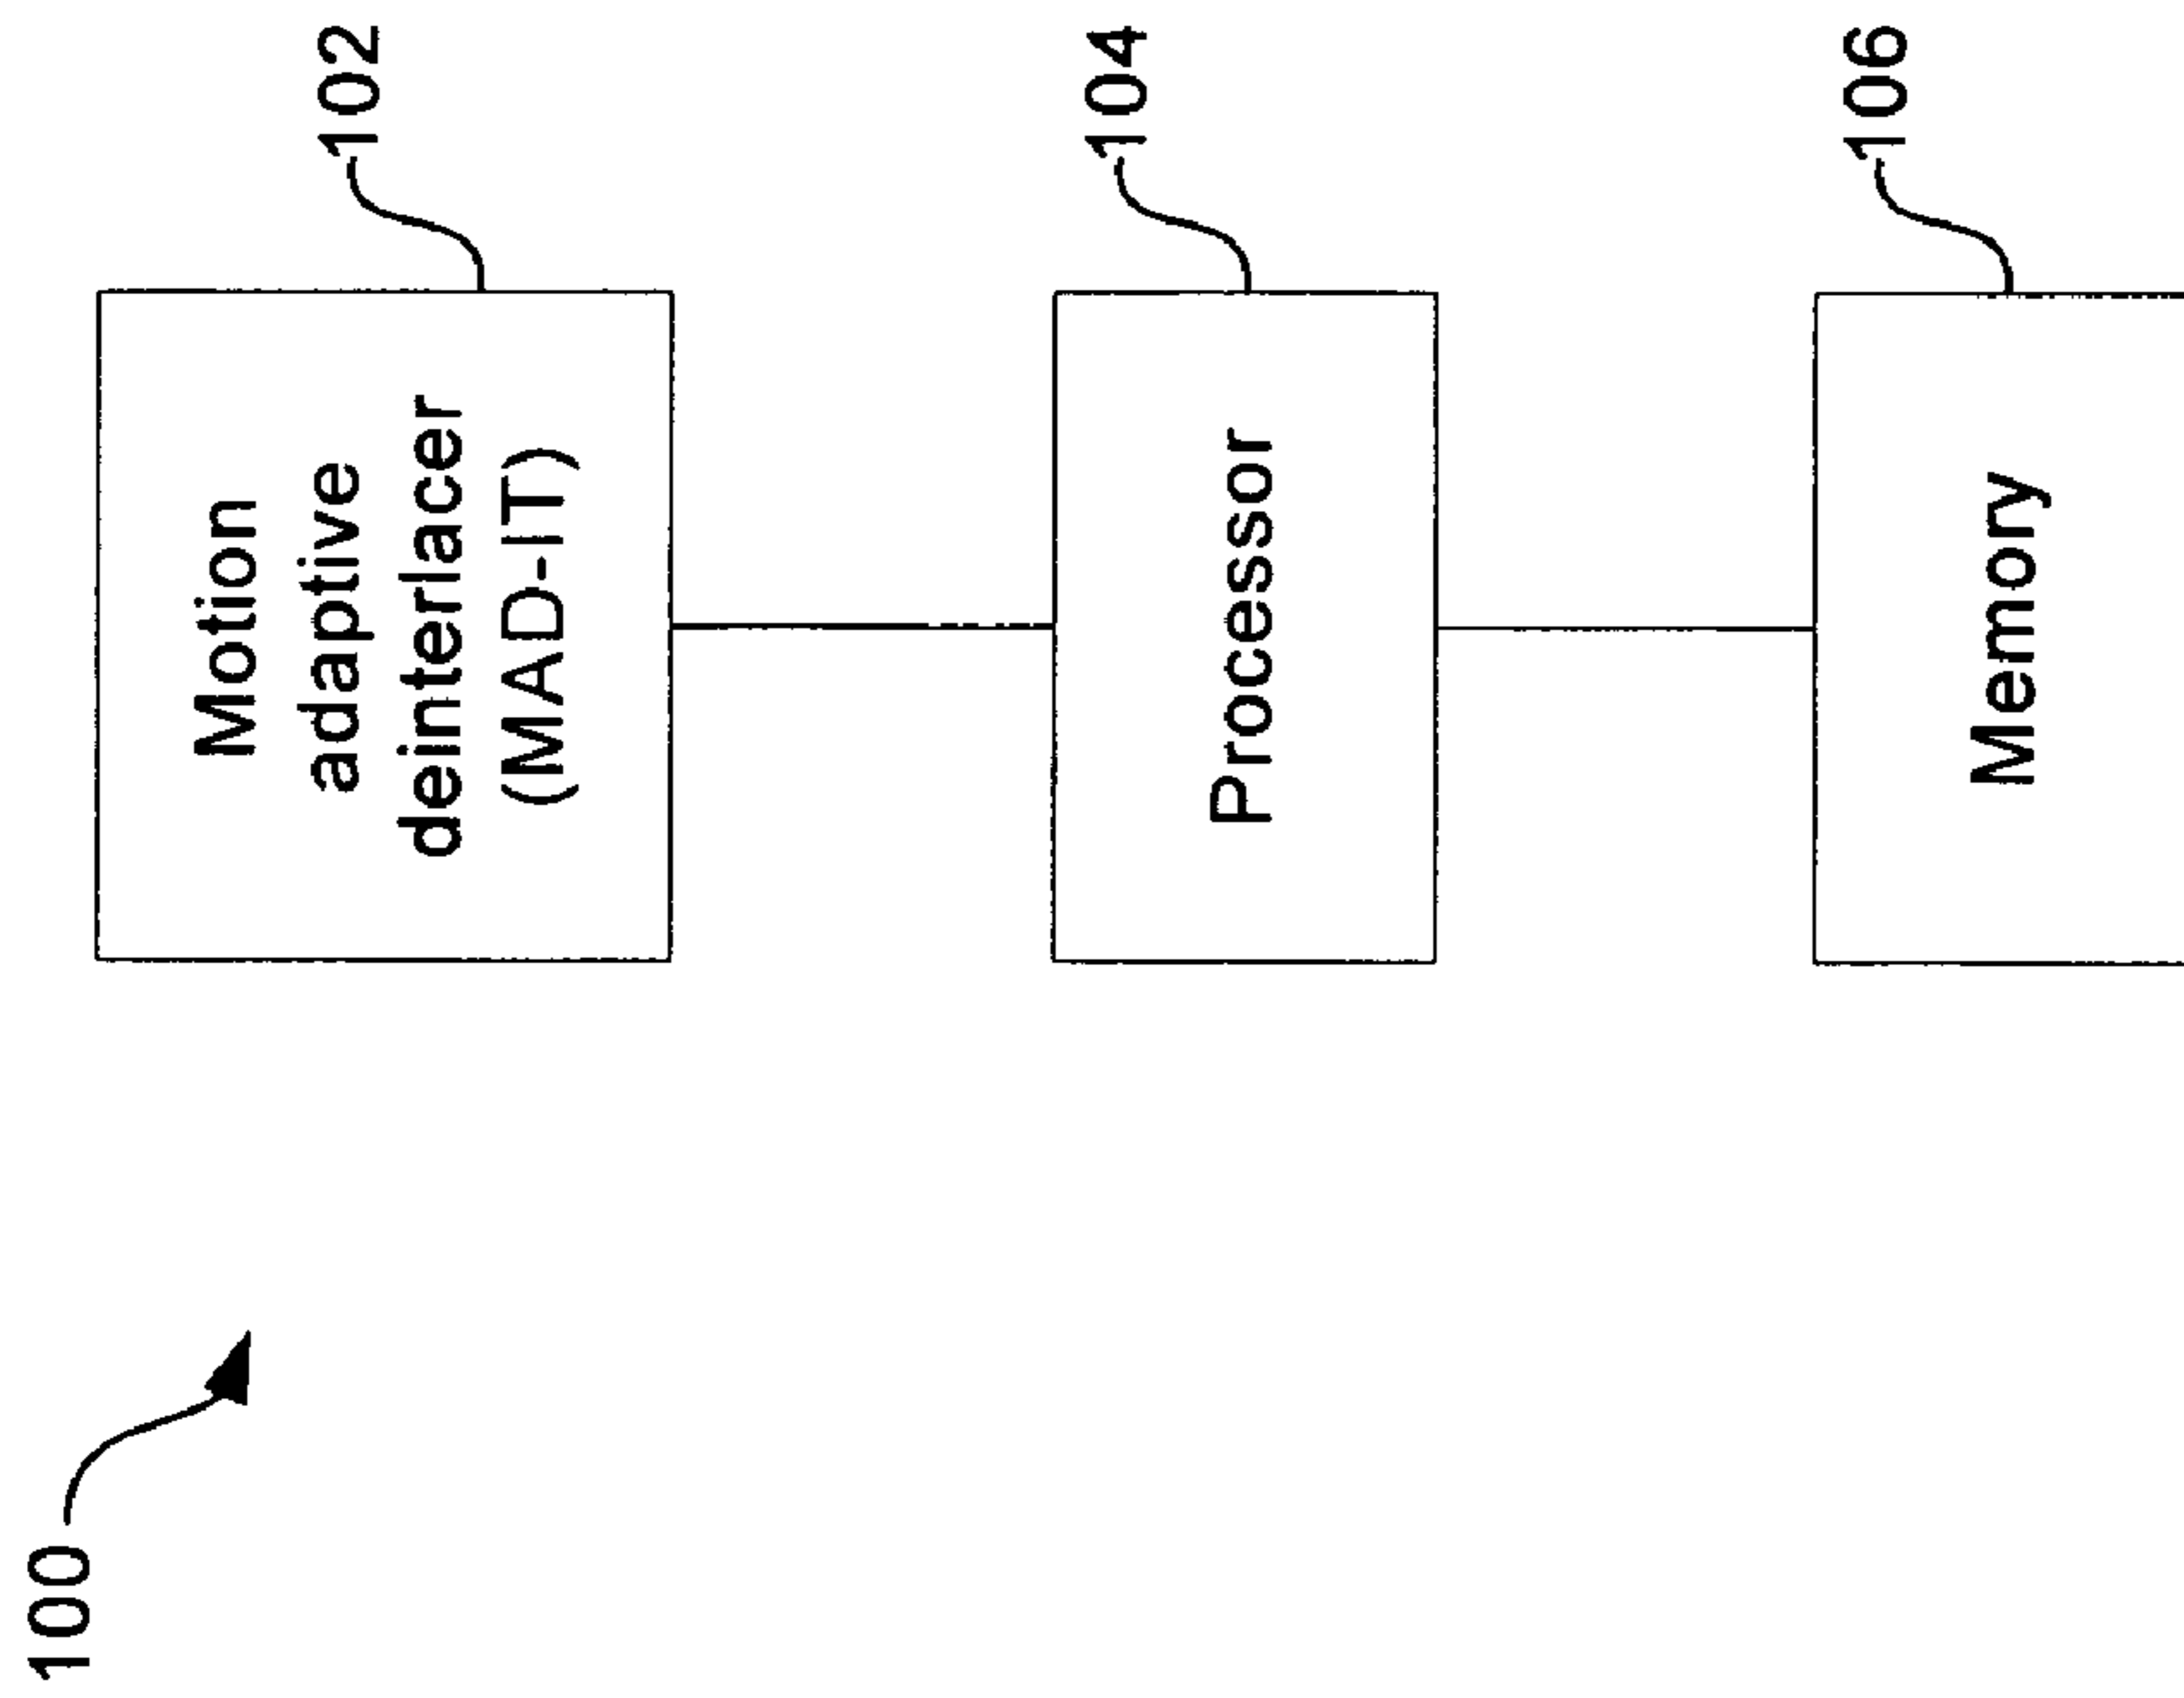 100
102
Motion
adaptive
deinterlacer
(MAD-IT)
104
Processor
106
Memory